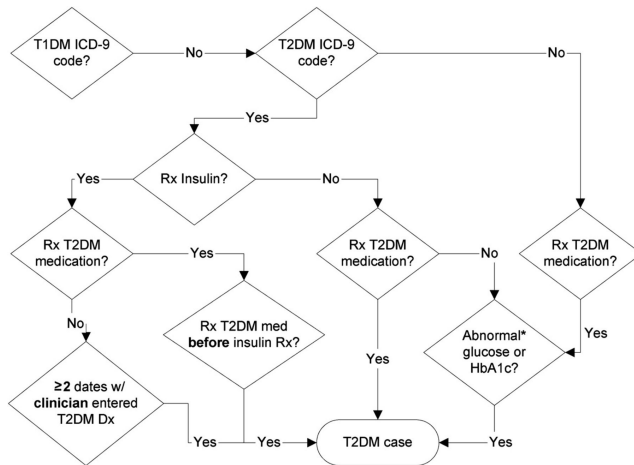 T1DM ICD-9
code?
No
T2DM ICD-9
code?
No
Yes
Rx Insulin?
Yes
No
Rx T2DM
medication?
Yes
Rx T2DM
medication?
No
Rx T2DM
medication?
No
Rx T2DM med
before insulin Rx?
Yes
Abnormal*
glucose or
HbA1c?
Yes
≥2 dates w/
clinician entered
T2DM Dx
Yes
Yes
T2DM case
Yes